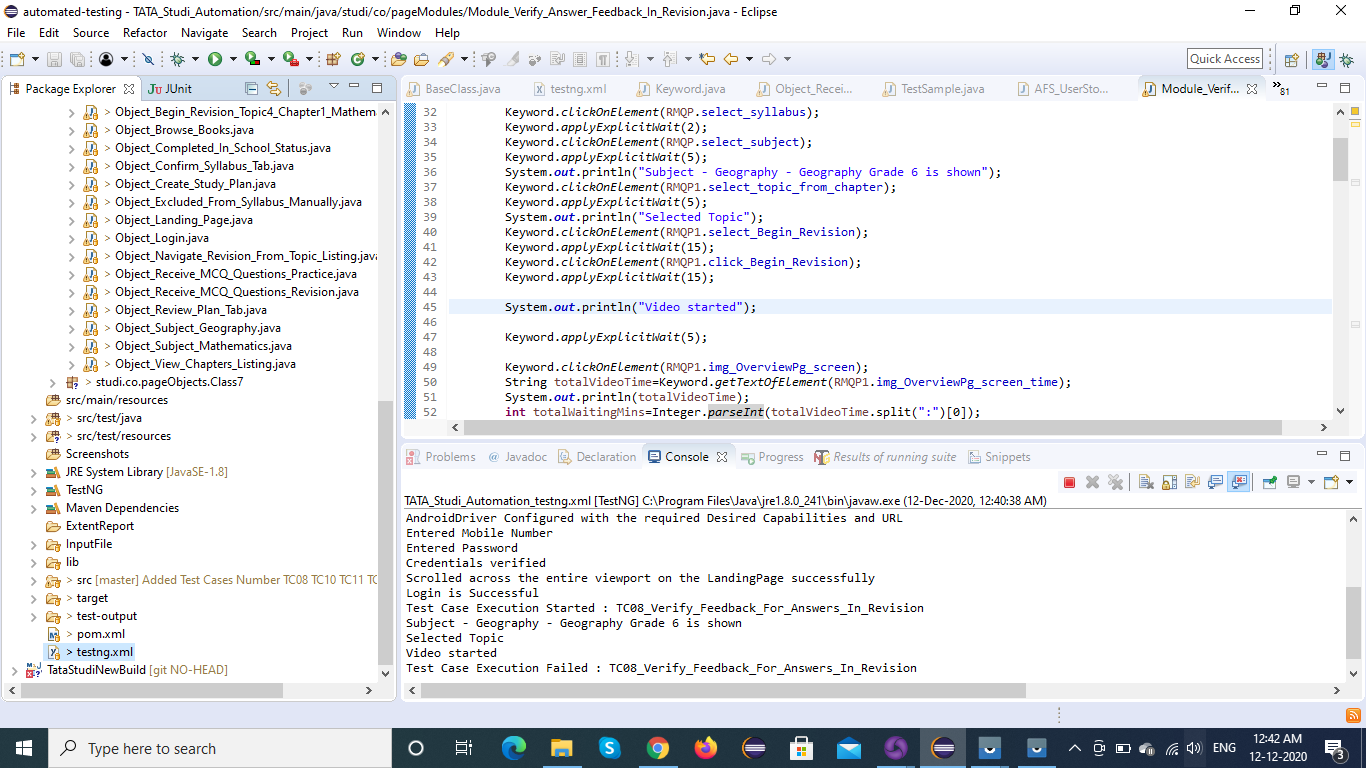 automated-testing - TATA_Studi_Automation/src/main/java/studi/co/pageModules/Module_Verify_Answer_Feedback_In_Revision.java - Eclipse
File Edit Source Refactor Navigate Search Project Run Window Help
Quick Access
Package Explorer JUnit
Object_Begin_Revision_Topic4_Chapter1_Mathem
> Object_Browse_Books.java
> Object_Completed_In_School_Status.java
> Object_Confirm_Syllabus_Tab.java
> Object_Create_Study_Plan.java
> Object_Excluded_From_Syllabus_Manually.java
> Object_Landing_Page.java
> Object_Login.java
> Object_Navigate_Revision_From_Topic_Listing.java
> Object_Receive_MCQ_Questions_Practice.java
> Object_Receive_MCQ_Questions_Revision.java
> Object_Review_Plan_Tab.java
> Object_Subject_Geography.java
> Object_Subject_Mathematics.java
> Object_View_Chapters_Listing.java
> studi.co.pageObjects.Class7
src/main/resources
> src/test/java
> src/test/resources
Screenshots
JRE System Library [JavaSE-1.8]
TestNG
Maven Dependencies
ExtentReport
InputFile
lib
> src [master] Added Test Cases Number TC08 TC10 TC11 TC
> target
> test-output
> pom.xml
> testng.xml
TataStudiNewBuild [git NO-HEAD]
BaseClass.java testng.xml Keyword.java Object_Recei... TestSample.java AFS_UserSto... Module_Verif... »81
32 Keyword.clickOnElement(RMQP.select_syllabus);
33 Keyword.applyExplicitWait(2);
34 Keyword.clickOnElement(RMQP.select_subject);
35 Keyword.applyExplicitWait(5);
36 System.out.println("Subject - Geography - Geography Grade 6 is shown");
37 Keyword.clickOnElement(RMQP1.select_topic_from_chapter);
38 Keyword.applyExplicitWait(5);
39 System.out.println("Selected Topic");
40 Keyword.clickOnElement(RMQP1.select_Begin_Revision);
41 Keyword.applyExplicitWait(15);
42 Keyword.clickOnElement(RMQP1.click_Begin_Revision);
43 Keyword.applyExplicitWait(15);
44
45 System.out.println("Video started");
46
47 Keyword.applyExplicitWait(5);
48
49 Keyword.clickOnElement(RMQP1.img_OverviewPg_screen);
50 String totalVideoTime=Keyword.getTextOfElement(RMQP1.img_OverviewPg_screen_time);
51 System.out.println(totalVideoTime);
52 int totalWaitingMins=Integer.parseInt(totalVideoTime.split(":")[0]);
Problems Javadoc Declaration Console Progress Results of running suite Snippets
TATA_Studi_Automation_testng.xml [TestNG] C:\Program Files\Java\jre1.8.0_241\bin\javaw.exe (12-Dec-2020, 12:40:38 AM)
AndroidDriver Configured with the required Desired Capabilities and URL
Entered Mobile Number
Entered Password
Credentials verified
Scrolled across the entire viewport on the LandingPage successfully
Login is Successful
Test Case Execution Started : TC08_Verify_Feedback_For_Answers_In_Revision
Subject - Geography - Geography Grade 6 is shown
Selected Topic
Video started
Test Case Execution Failed : TC08_Verify_Feedback_For_Answers_In_Revision
Type here to search
ENG
12:42 AM
12-12-2020
3